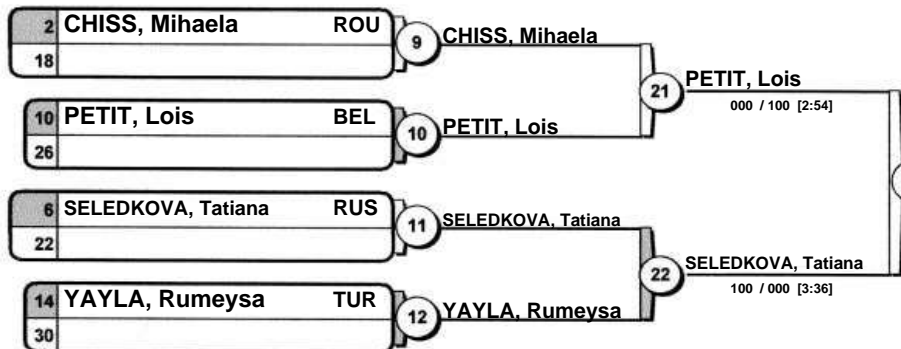 2 CHISS, Mihaela ROU
18
9
CHISS, Mihaela
10 PETIT, Lois BEL
26
10
PETIT, Lois
21
PETIT, Lois
000 / 100 [2:54]
6 SELEDKOVA, Tatiana RUS
22
11
SELEDKOVA, Tatiana
14 YAYLA, Rumeysa TUR
30
12
YAYLA, Rumeysa
22
SELEDKOVA, Tatiana
100 / 000 [3:36]